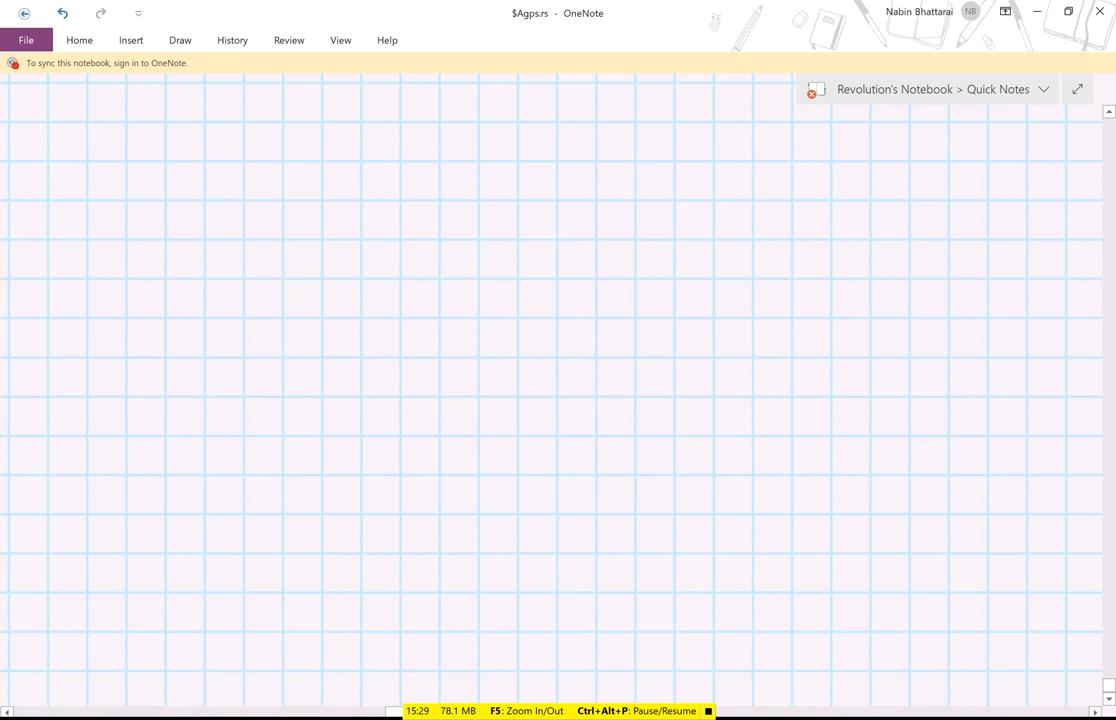 $Agps.rs - OneNote
Nabin Bhattarai NB
File Home Insert Draw History Review View Help
To sync this notebook, sign in to OneNote.
Revolution's Notebook > Quick Notes
15:29 78.1 MB F5: Zoom In/Out Ctrl+Alt+P: Pause/Resume